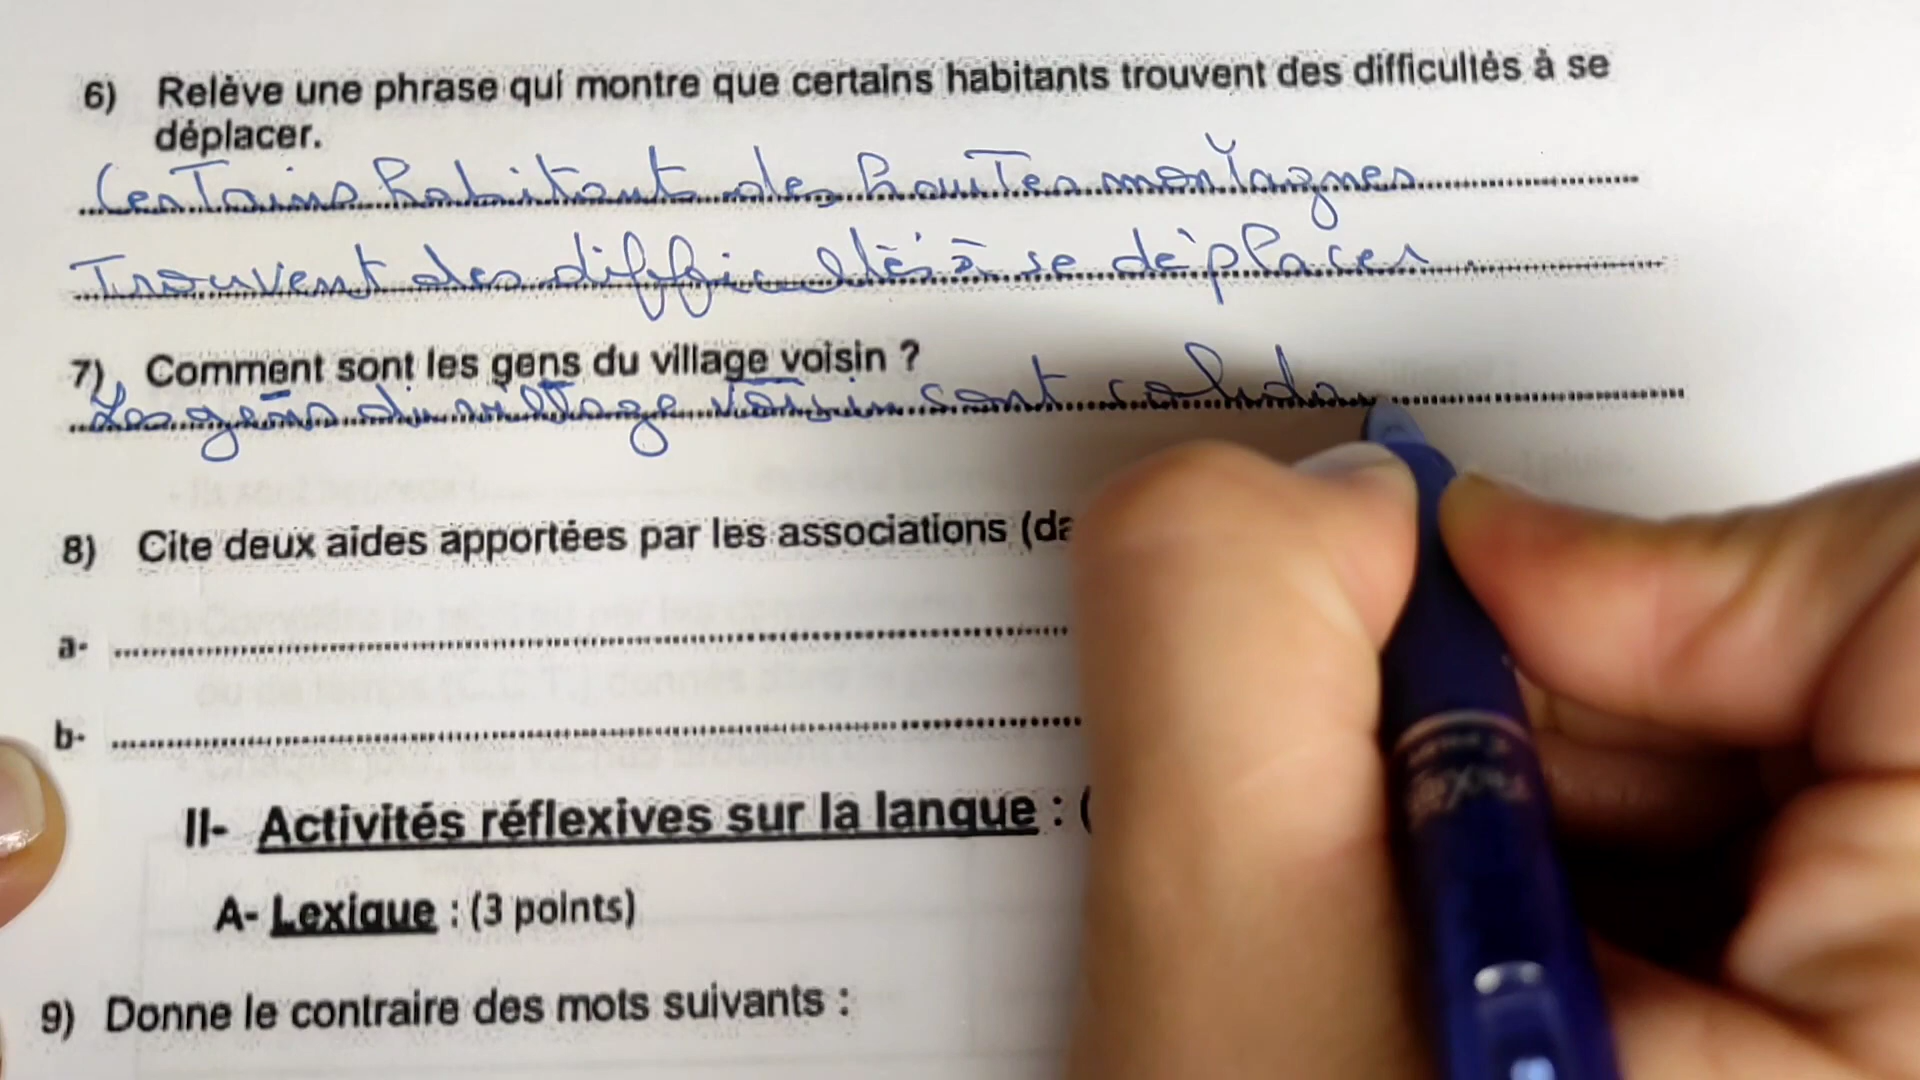 6) Relève une phrase qui montre que certains habitants trouvent des difficultés à se
déplacer.
Certains habitants des hautes montagnes
Trouvent des difficultés à se déplacer
7) Comment sont les gens du village voisin ?
Les gens du village voisin sont
8) Cite deux aides apportées par les associations (da
a-
b-
II- Activités réflexives sur la langue : (
A- Lexique : (3 points)
9) Donne le contraire des mots suivants :